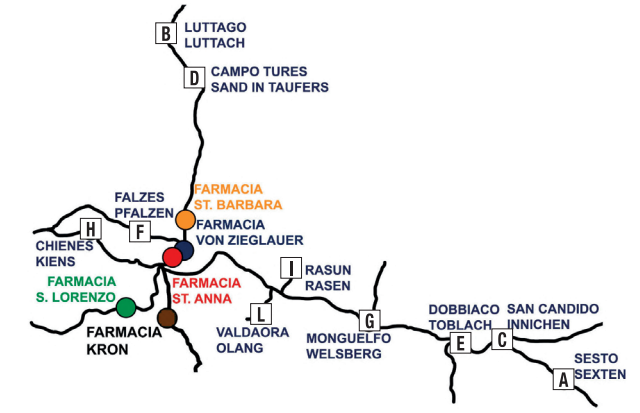 B
LUTTAGO
LUTTACH
D
CAMPO TURES
SAND IN TAUFERS
FARMACIA
ST. BARBARA
FALZES
PFALZEN
F
H
FARMACIA
VON ZIEGLAUER
CHIENES
KIENS
FARMACIA
S. LORENZO
FARMACIA
ST. ANNA
FARMACIA
KRON
I
RASUN
RASEN
L
VALDAORA
OLANG
G
MONGUELFO
WELSBERG
DOBBIACO
TOBLACH
E
SAN CANDIDO
INNICHEN
C
SESTO
SEXTEN
A